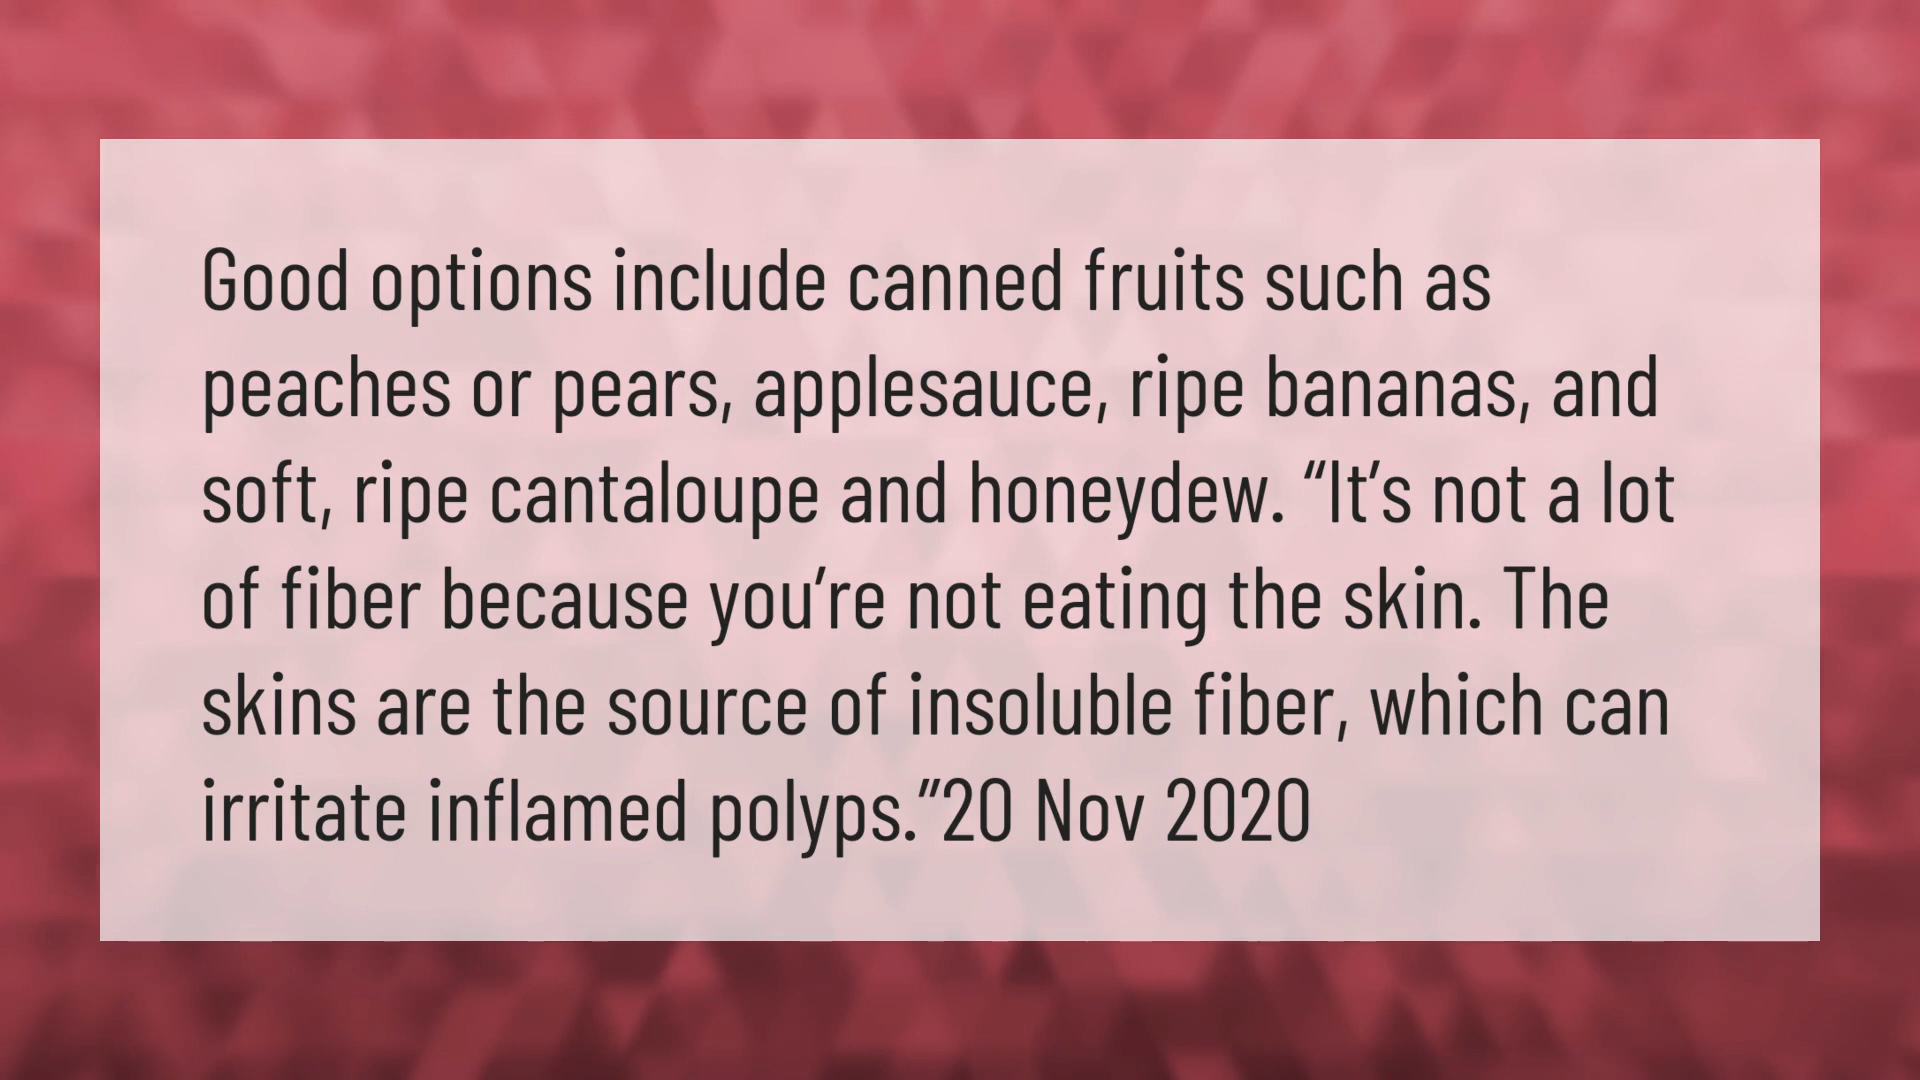 Good options include canned fruits such as
peaches or pears, applesauce, ripe bananas, and
soft, ripe cantaloupe and honeydew. “It’s not a lot
of fiber because you’re not eating the skin. The
skins are the source of insoluble fiber, which can
irritate inflamed polyps.”20 Nov 2020